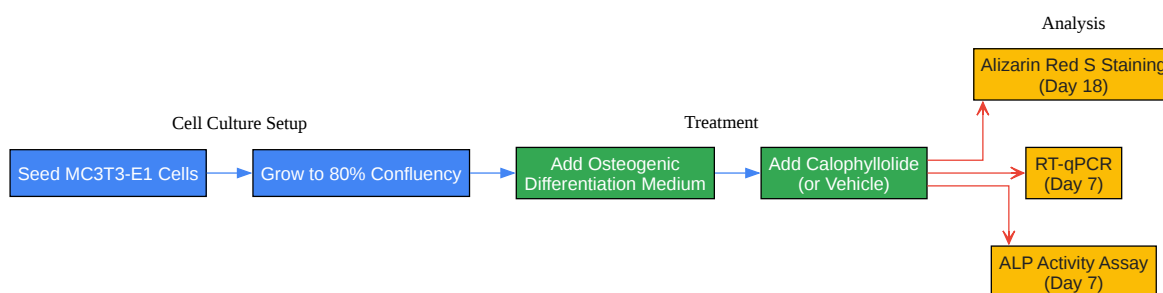 Analysis
Alizarin Red S Staining
(Day 18)
Cell Culture Setup
Treatment
Seed MC3T3-E1 Cells
Grow to 80% Confluency
Add Osteogenic
Differentiation Medium
Add Calophyllolide
(or Vehicle)
RT-qPCR
(Day 7)
ALP Activity Assay
(Day 7)